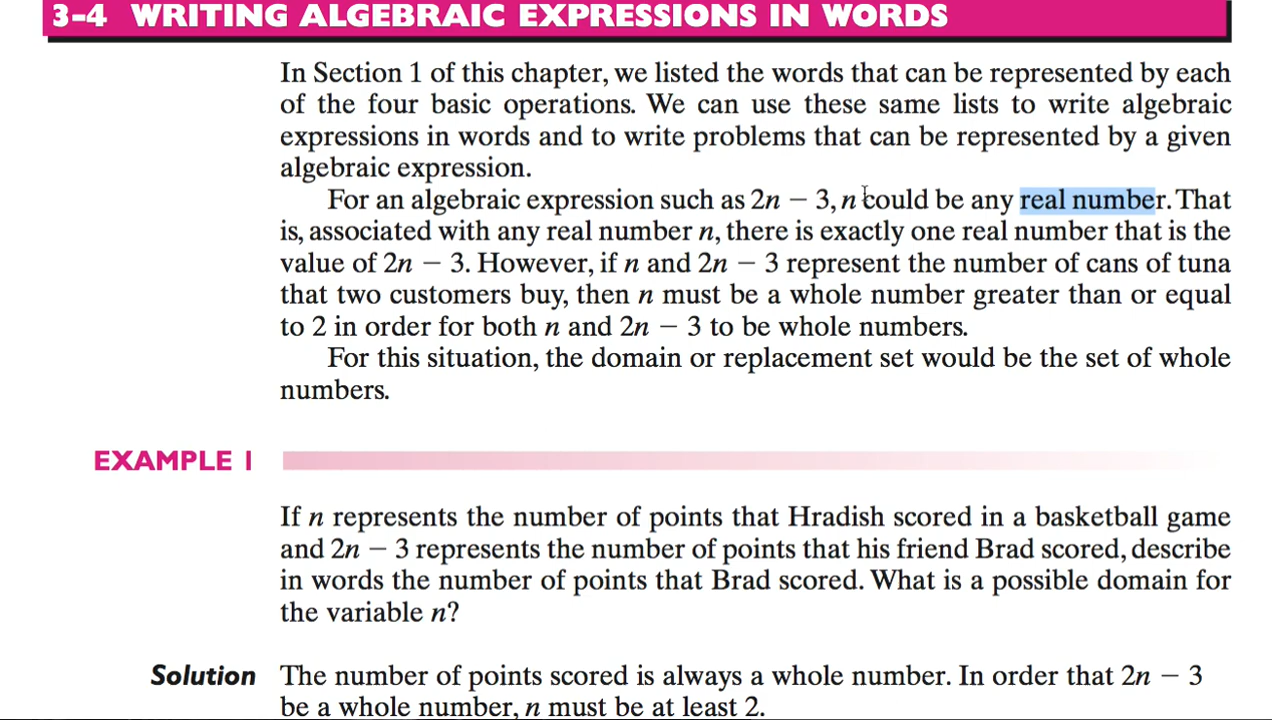 3–4 WRITING ALGEBRAIC EXPRESSIONS IN WORDS
In Section 1 of this chapter, we listed the words that can be represented by each
of the four basic operations. We can use these same lists to write algebraic
expressions in words and to write problems that can be represented by a given
algebraic expression.
For an algebraic expression such as 2n − 3, n could be any real number. That
is, associated with any real number n, there is exactly one real number that is the
value of 2n − 3. However, if n and 2n − 3 represent the number of cans of tuna
that two customers buy, then n must be a whole number greater than or equal
to 2 in order for both n and 2n − 3 to be whole numbers.
For this situation, the domain or replacement set would be the set of whole
numbers.
EXAMPLE 1
If n represents the number of points that Hradish scored in a basketball game
and 2n − 3 represents the number of points that his friend Brad scored, describe
in words the number of points that Brad scored. What is a possible domain for
the variable n?
Solution The number of points scored is always a whole number. In order that 2n − 3
be a whole number, n must be at least 2.